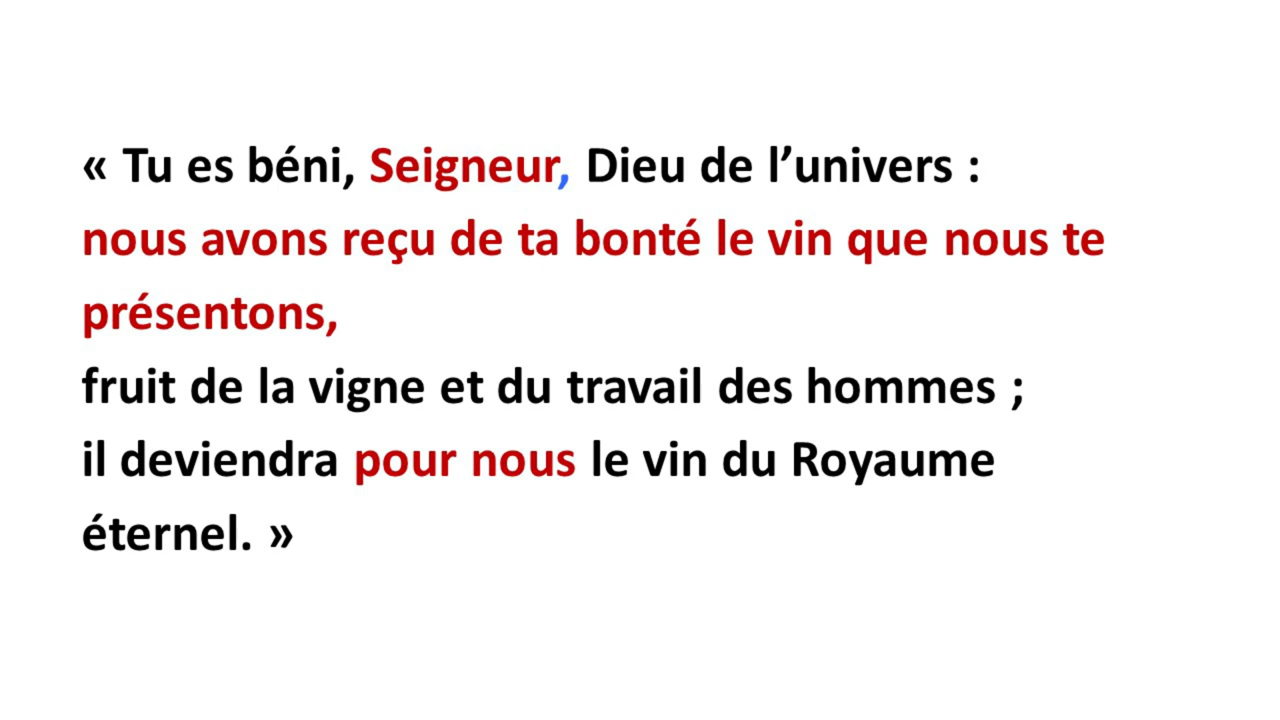 « Tu es béni, Seigneur, Dieu de l’univers :
nous avons reçu de ta bonté le vin que nous te
présentons,
fruit de la vigne et du travail des hommes ;
il deviendra pour nous le vin du Royaume
éternel. »